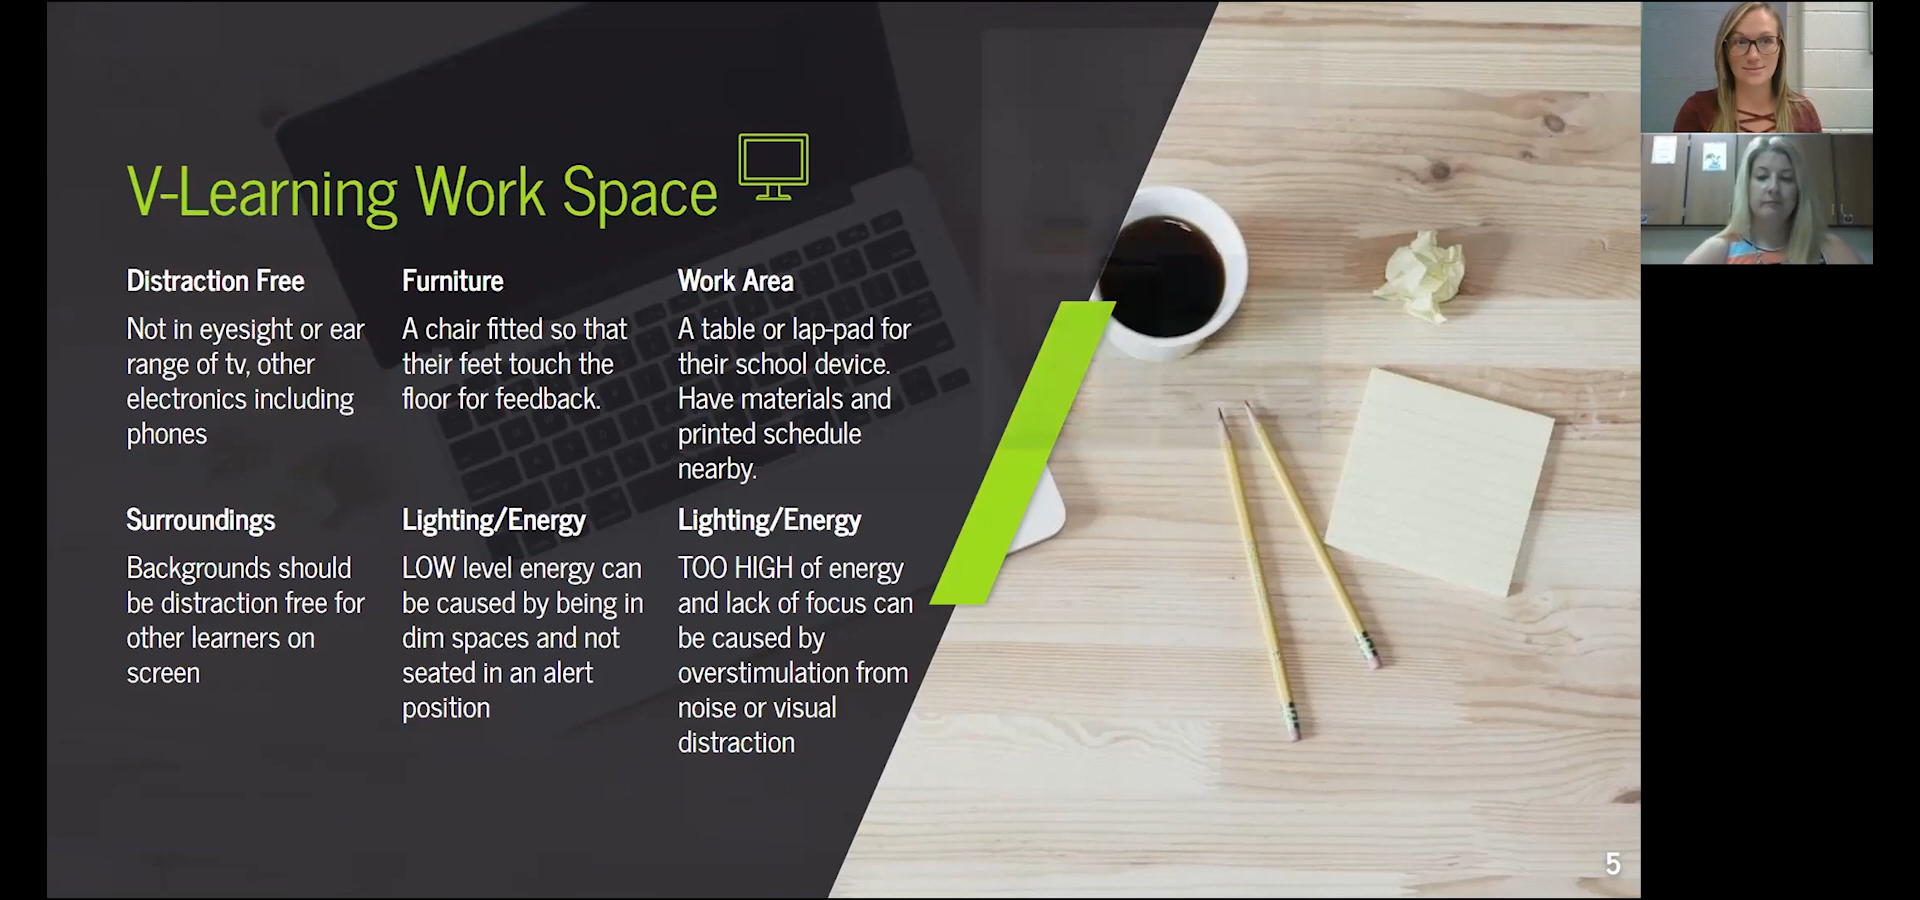 V-Learning Work Space
Distraction Free
Not in eyesight or ear
range of tv, other
electronics including
phones
Furniture
A chair fitted so that
their feet touch the
floor for feedback.
Work Area
A table or lap-pad for
their school device.
Have materials and
printed schedule
nearby.
Surroundings
Backgrounds should
be distraction free for
other learners on
screen
Lighting/Energy
LOW level energy can
be caused by being in
dim spaces and not
seated in an alert
position
Lighting/Energy
TOO HIGH of energy
and lack of focus can
be caused by
overstimulation from
noise or visual
distraction
5